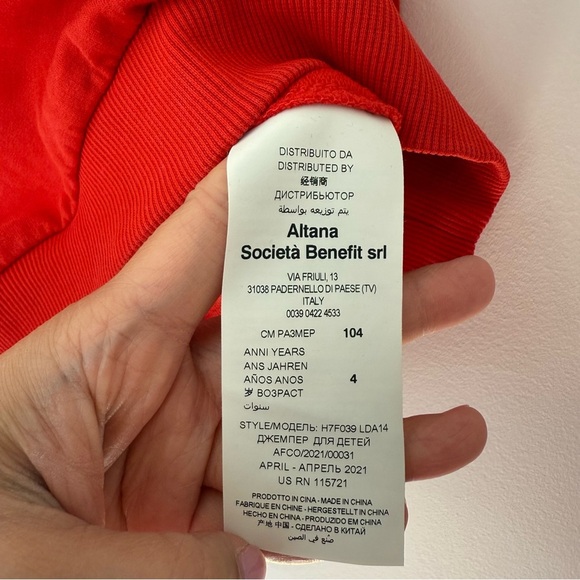 DISTRIBUITO DA
DISTRIBUTED BY
经销商
ДИСТРИБЬЮТОР
يتم توزيعه بواسطة
Altana
Società Benefit srl
VIA FRIULI, 13
31038 PADERNELLO DI PAESE (TV)
ITALY
0039 0422 4533
CM РАЗМЕР 104
ANNI YEARS
ANS JAHREN
AÑOS ANOS 4
岁 ВОЗРАСТ
سنوات
STYLE/МОДЕЛЬ: H7F039 LDA14
ДЖЕМПЕР ДЛЯ ДЕТЕЙ
AFCO/2021/00031
APRIL - АПРЕЛЬ 2021
US RN 115721
PRODOTTO IN CINA - MADE IN CHINA
FABRIQUE EN CHINE - HERGESTELLT IN CHINA
HECHO EN CHINA - PRODUZIDO EM CHINA
产地 中国 - СДЕЛАНО В КИТАЙ
صُنع في الصين